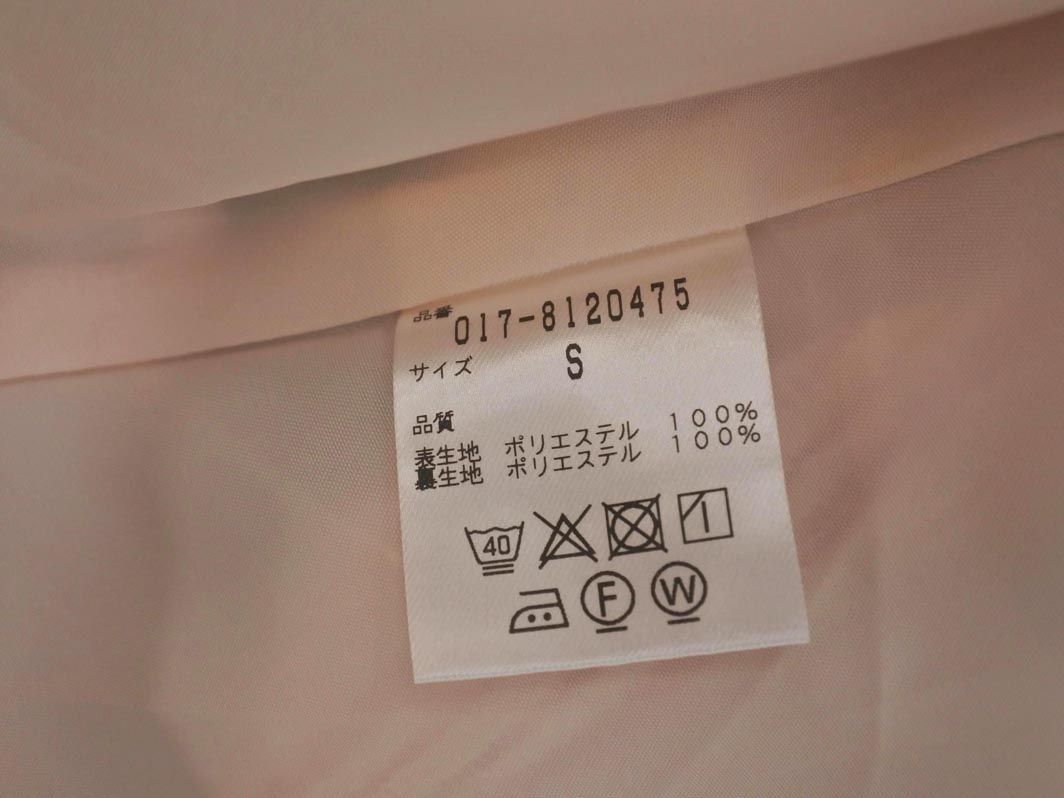 品番 017-8120475
サイズ S
品質
表生地 ポリエステル 100%
裏生地 ポリエステル 100%
40
F W